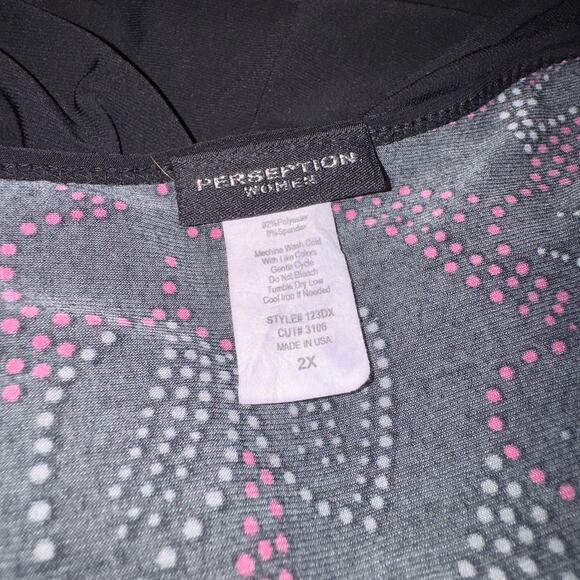 PERSEPTION
WOMEN
92% Polyester
8% Spandex
Machine Wash Cold
With Like Colors
Gentle Cycle
Do Not Bleach
Tumble Dry Low
Cool Iron if Needed
STYLE# 123DX
CUT# 3106
MADE IN USA
2X